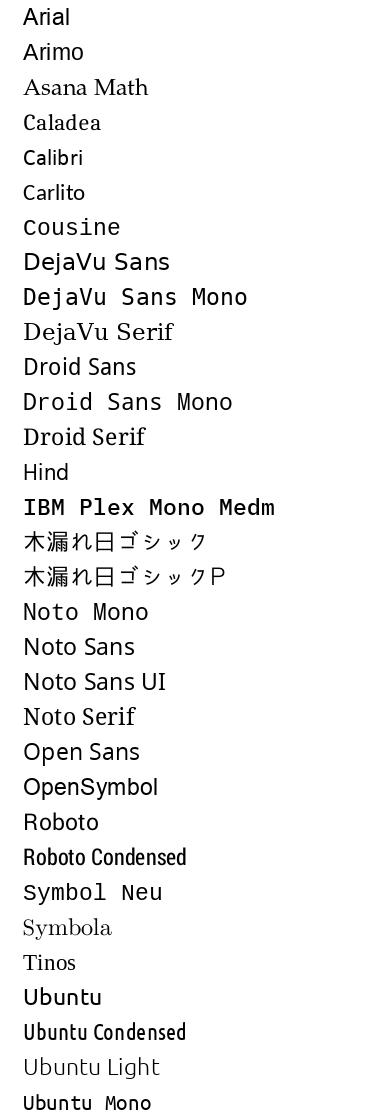 Arial
Arimo
Asana Math
Caladea
Calibri
Carlito
Cousine
DejaVu Sans
DejaVu Sans Mono
DejaVu Serif
Droid Sans
Droid Sans Mono
Droid Serif
Hind
IBM Plex Mono Medm
木漏れ日ゴシック
木漏れ日ゴシックP
Noto Mono
Noto Sans
Noto Sans UI
Noto Serif
Open Sans
OpenSymbol
Roboto
Roboto Condensed
Symbol Neu
Symbola
Tinos
Ubuntu
Ubuntu Condensed
Ubuntu Light
Ubuntu Mono